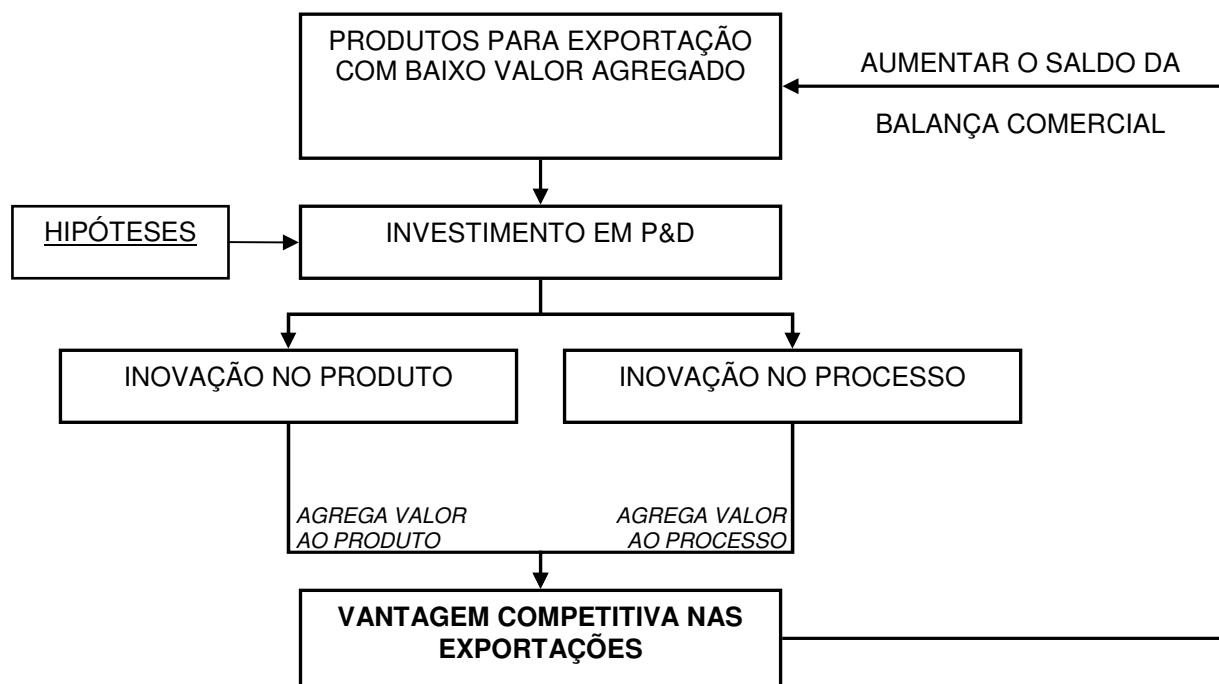 PRODUTOS PARA EXPORTAÇÃO
COM BAIXO VALOR AGREGADO
AUMENTAR O SALDO DA
BALANÇA COMERCIAL
HIPÓTESES
INVESTIMENTO EM P&D
INOVAÇÃO NO PRODUTO
INOVAÇÃO NO PROCESSO
AGREGA VALOR
AO PRODUTO
AGREGA VALOR
AO PROCESSO
VANTAGEM COMPETITIVA NAS
EXPORTAÇÕES